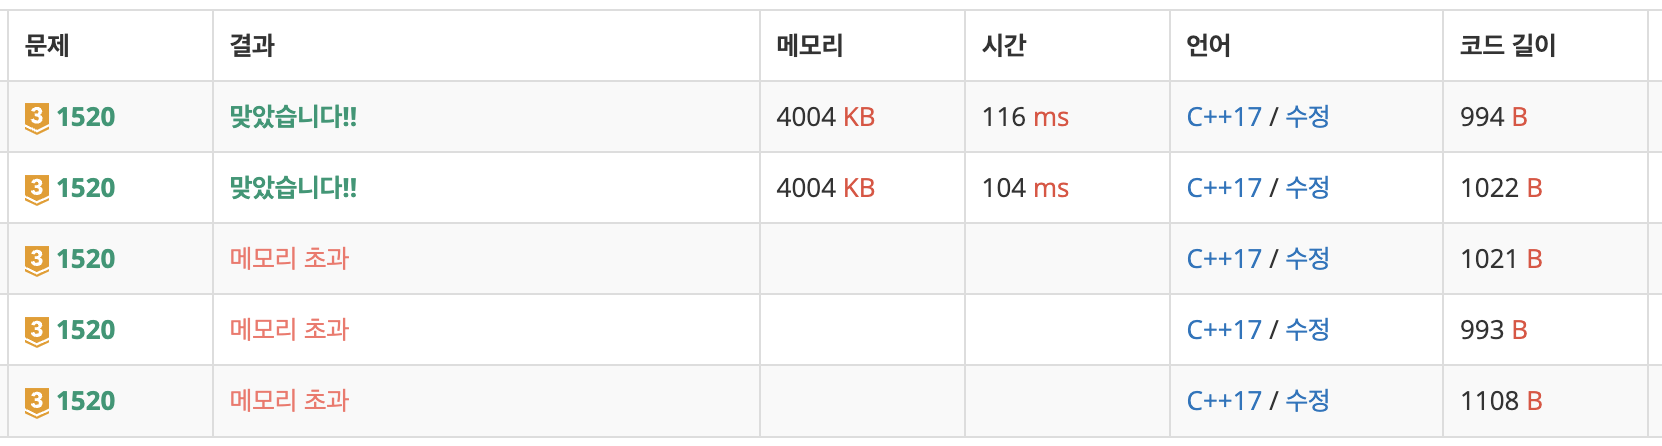 문제 결과 메모리 시간 언어 코드 길이
3 1520 맞았습니다!! 4004 KB 116 ms C++17 / 수정 994 B
3 1520 맞았습니다!! 4004 KB 104 ms C++17 / 수정 1022 B
3 1520 메모리 초과 C++17 / 수정 1021 B
3 1520 메모리 초과 C++17 / 수정 993 B
3 1520 메모리 초과 C++17 / 수정 1108 B